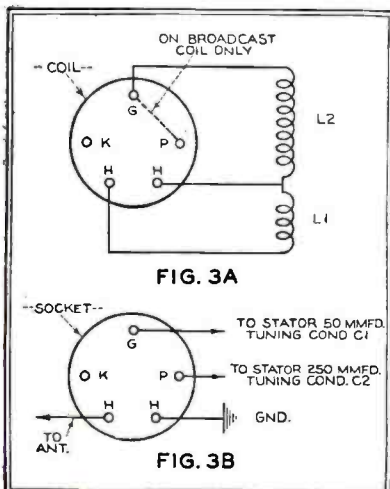 ON BROADCAST
COIL ONLY
--COIL--
G
K
P
H
H
L2
L1
FIG. 3A
--SOCKET--
G
K
P
H
H
TO STATOR 50 MMFD.
TUNING COND C1
TO STATOR 250 MMFD.
TUNING COND. C2
GND.
TO
ANT.
FIG. 3B